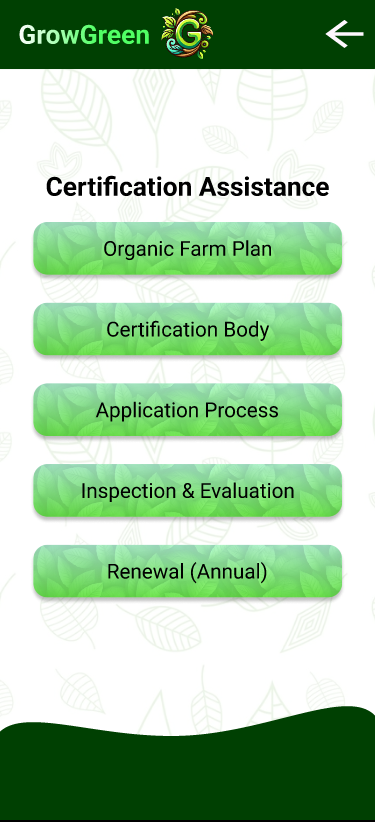 GrowGreen G
Certification Assistance
Organic Farm Plan
Certification Body
Application Process
Inspection & Evaluation
Renewal (Annual)